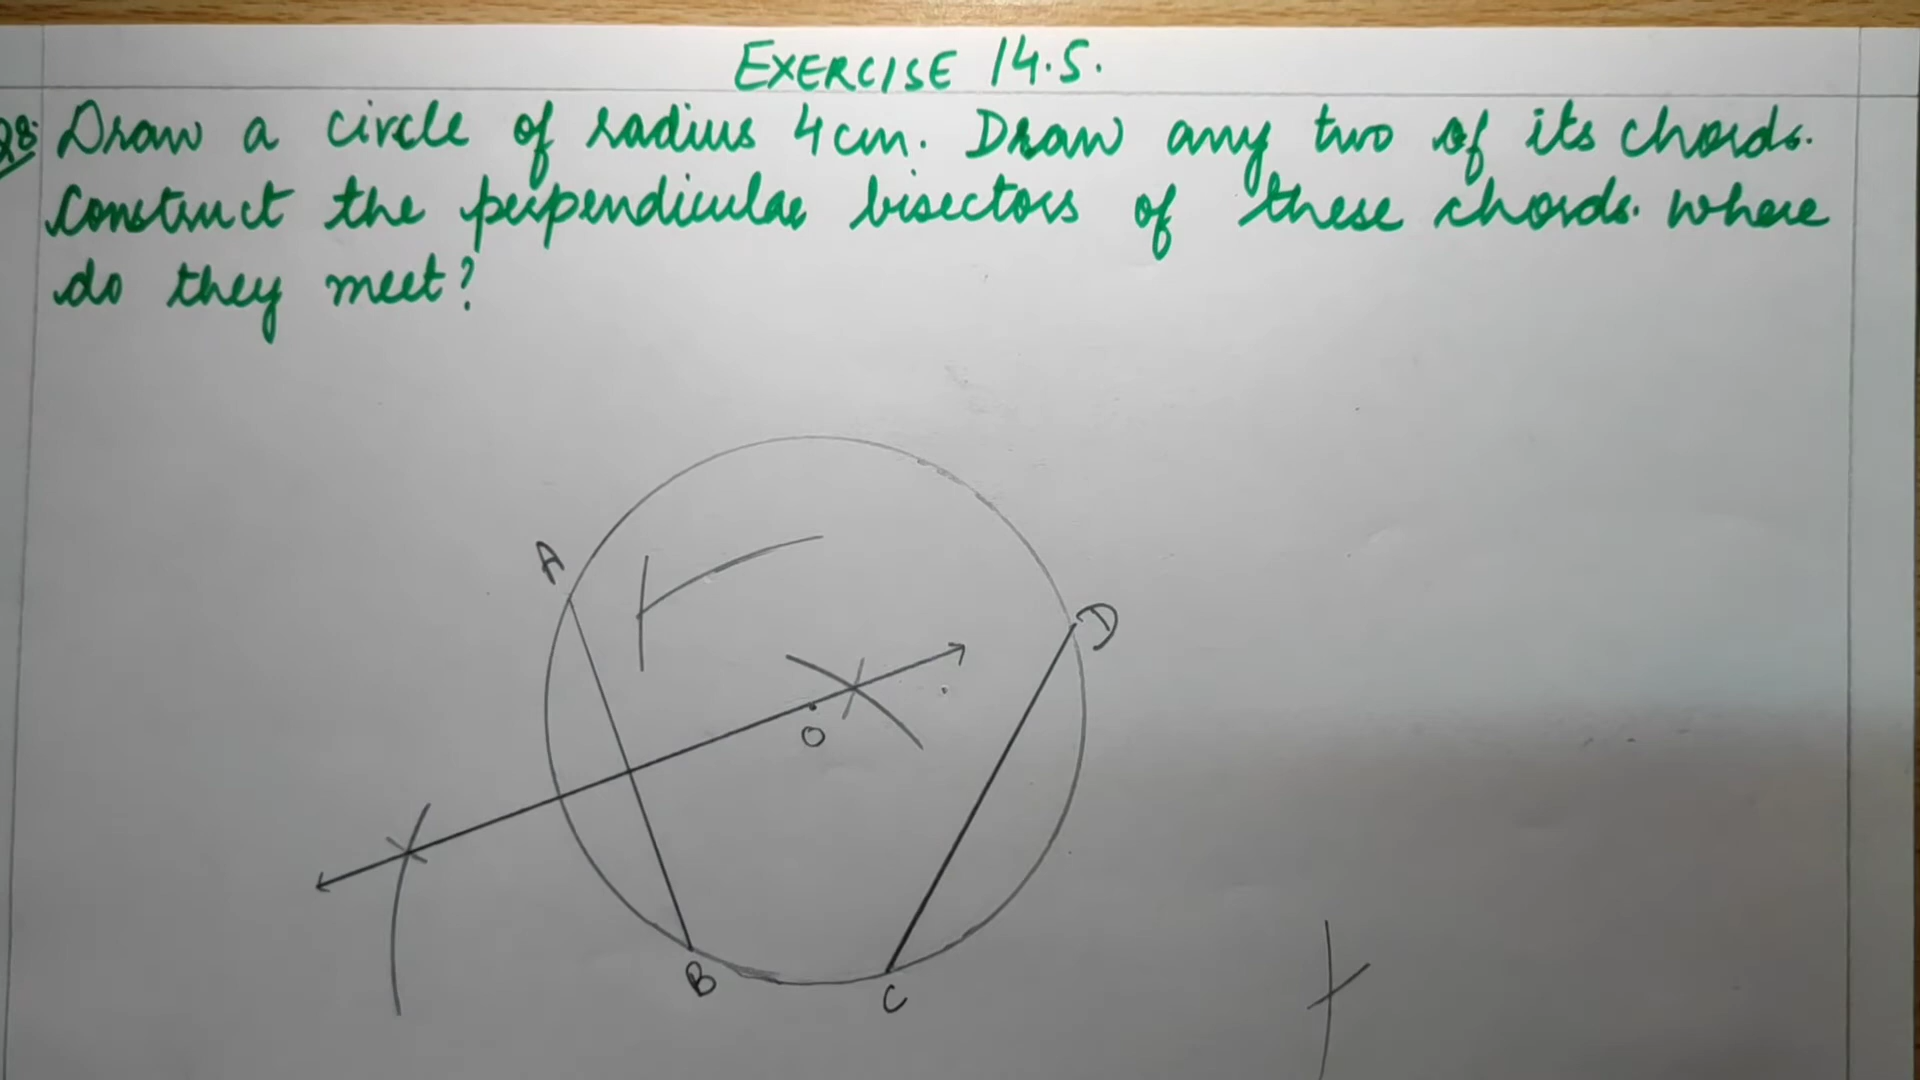 EXERCISE 14.5.
Q8. Draw a circle of radius 4cm. Draw any two of its chords.
Construct the perpendicular bisectors of these chords. Where
do they meet?
A
D
O
B
C